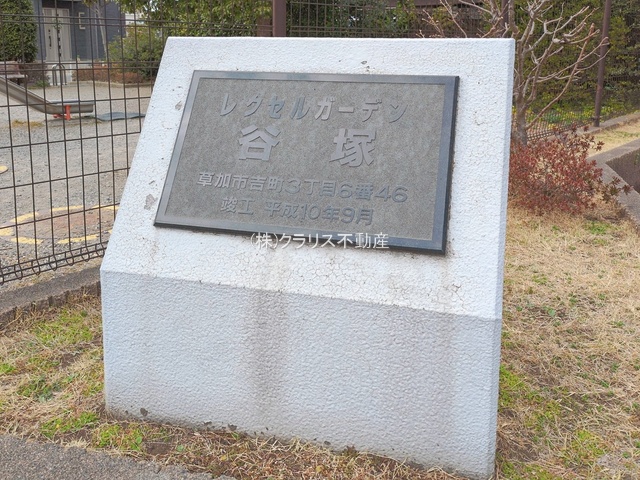 レクセルガーデン
谷塚
草加市吉町3丁目6番46
竣工 平成10年9月
(株)クラリス不動産